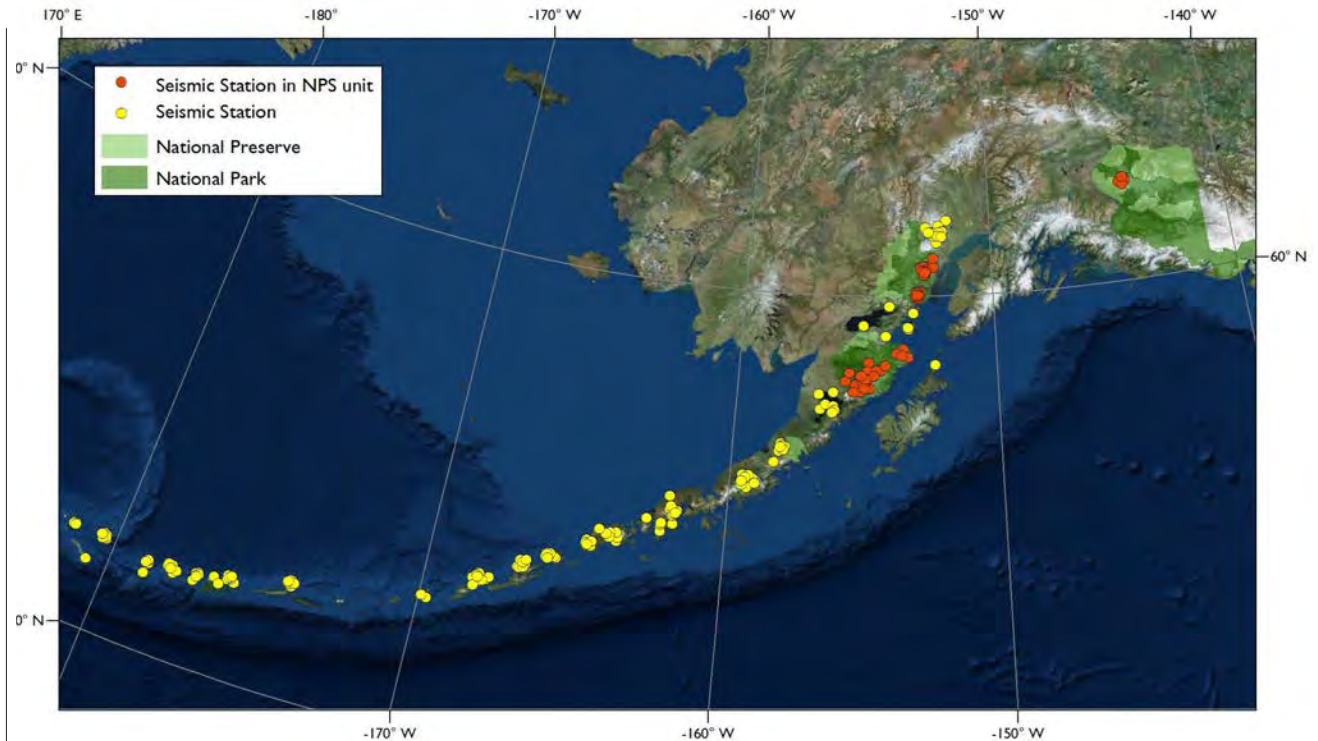 170° E -180° -170° W -160° W -150° W -140° W
0° N
Seismic Station in NPS unit
Seismic Station
National Preserve
National Park
60° N
0° N
-170° W -160° W -150° W